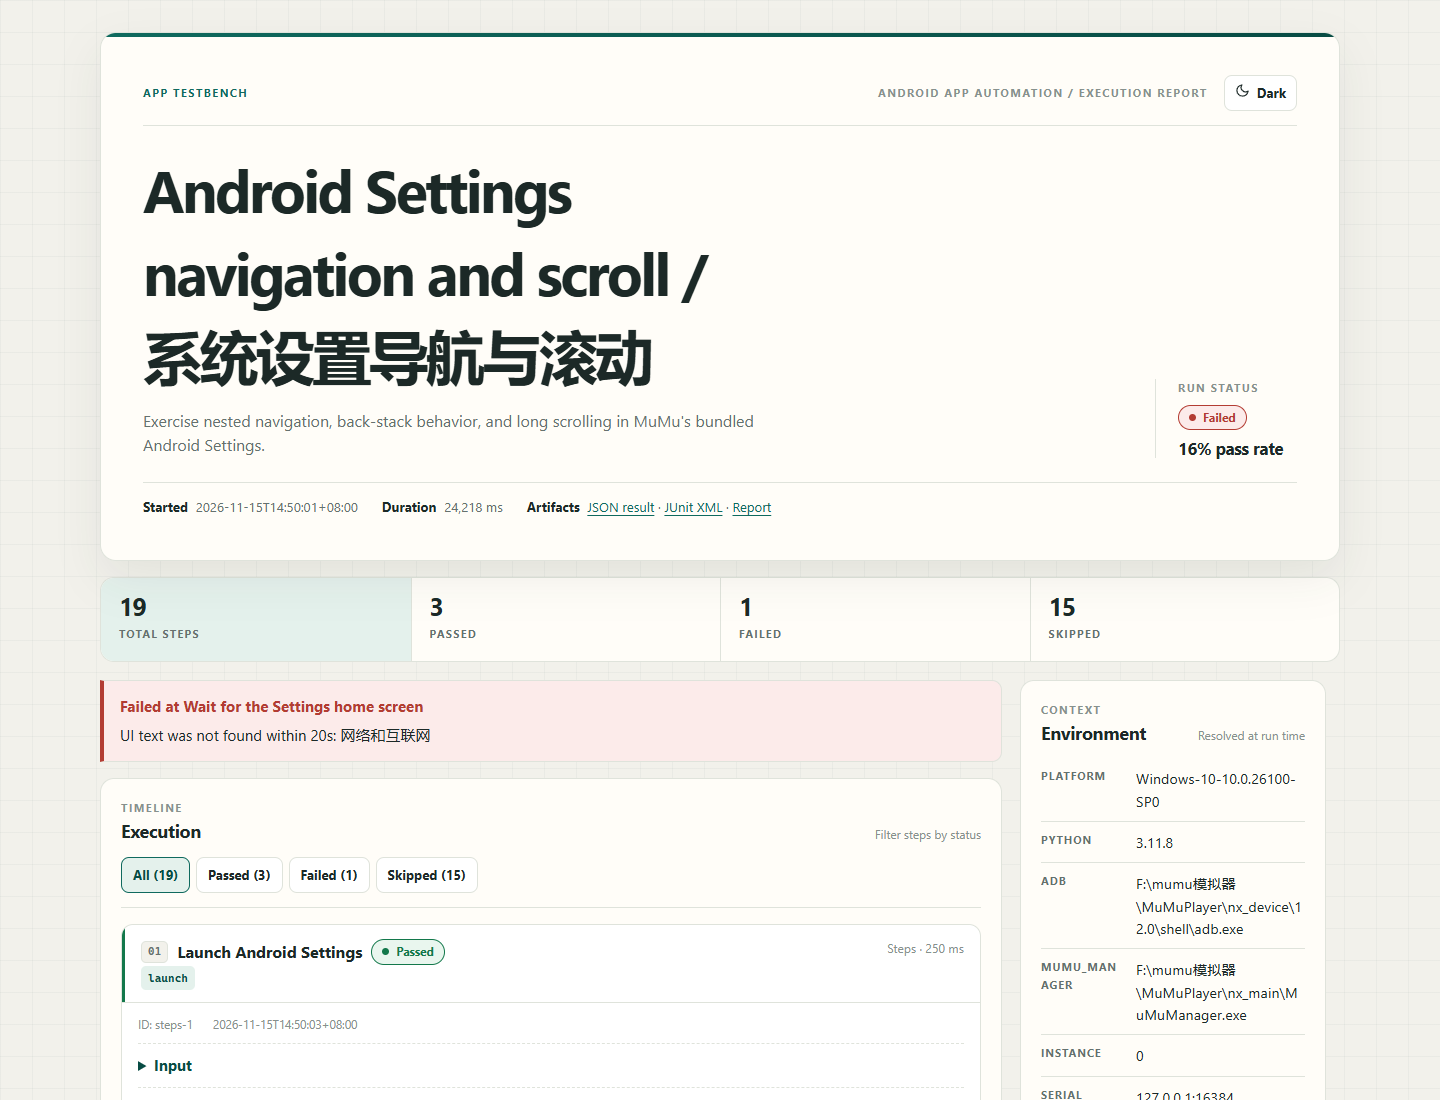 APP TESTBENCH
ANDROID APP AUTOMATION / EXECUTION REPORT
Dark
Android Settings
navigation and scroll /
系统设置导航与滚动
Exercise nested navigation, back-stack behavior, and long scrolling in MuMu's bundled
Android Settings.
RUN STATUS
Failed
16% pass rate
Started 2026-11-15T14:50:01+08:00 Duration 24,218 ms Artifacts JSON result · JUnit XML · Report
19
TOTAL STEPS
3
PASSED
1
FAILED
15
SKIPPED
Failed at Wait for the Settings home screen
UI text was not found within 20s: 网络和互联网
TIMELINE
Execution
Filter steps by status
All (19)
Passed (3)
Failed (1)
Skipped (15)
01 Launch Android Settings Passed
Steps · 250 ms
launch
ID: steps-1 2026-11-15T14:50:03+08:00
Input
CONTEXT
Environment
Resolved at run time
PLATFORM
Windows-10-10.0.26100-
SP0
PYTHON
3.11.8
ADB
F:\mumu模拟器
\MuMuPlayer\nx_device\1
2.0\shell\adb.exe
MUMU_MAN
AGER
F:\mumu模拟器
\MuMuPlayer\nx_main\M
uMuManager.exe
INSTANCE
0
SERIAL
127.0.0.1:16384